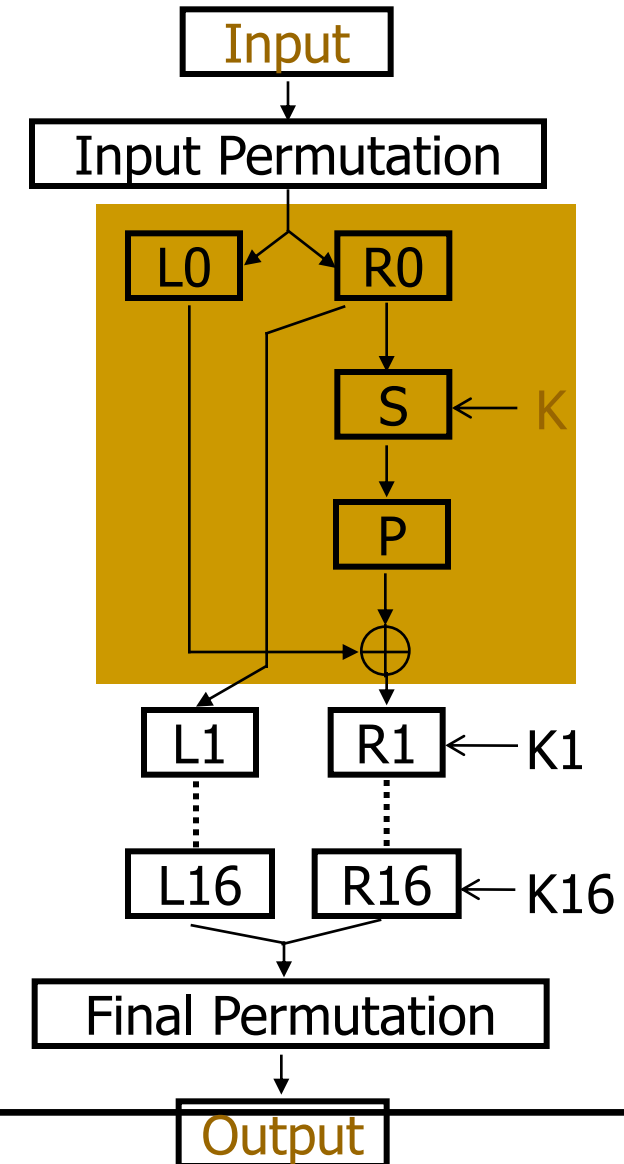 Input
Input Permutation
L0 R0
S K
P
L1 R1 K1
L16 R16 K16
Final Permutation
Output